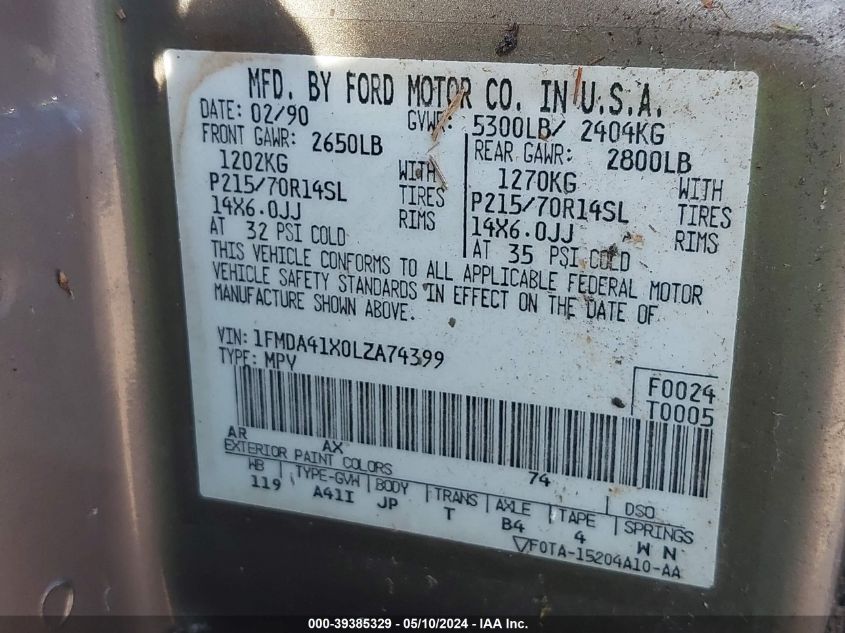 MFD. BY FORD MOTOR CO. IN U.S.A.
DATE: 02/90 GVWR: 5300LB/ 2404KG
FRONT GAWR: 2650LB REAR GAWR: 2800LB
1202KG WITH 1270KG WITH
P215/70R14SL TIRES P215/70R14SL TIRES
14X6.0JJ RIMS 14X6.0JJ RIMS
AT 32 PSI COLD AT 35 PSI COLD
THIS VEHICLE CONFORMS TO ALL APPLICABLE FEDERAL MOTOR
VEHICLE SAFETY STANDARDS IN EFFECT ON THE DATE OF
MANUFACTURE SHOWN ABOVE.
VIN: 1FMDA41X0LZA74399
TYPE: MPV
F0024
T0005
AR AX 74
EXTERIOR PAINT COLORS DSO
WB TYPE-GVW BODY TRANS AXLE TAPE SPRINGS
119 A41I JP T B4 4 W N
F0TA-15204A10-AA
000-39385329 - 05/10/2024 - IAA Inc.